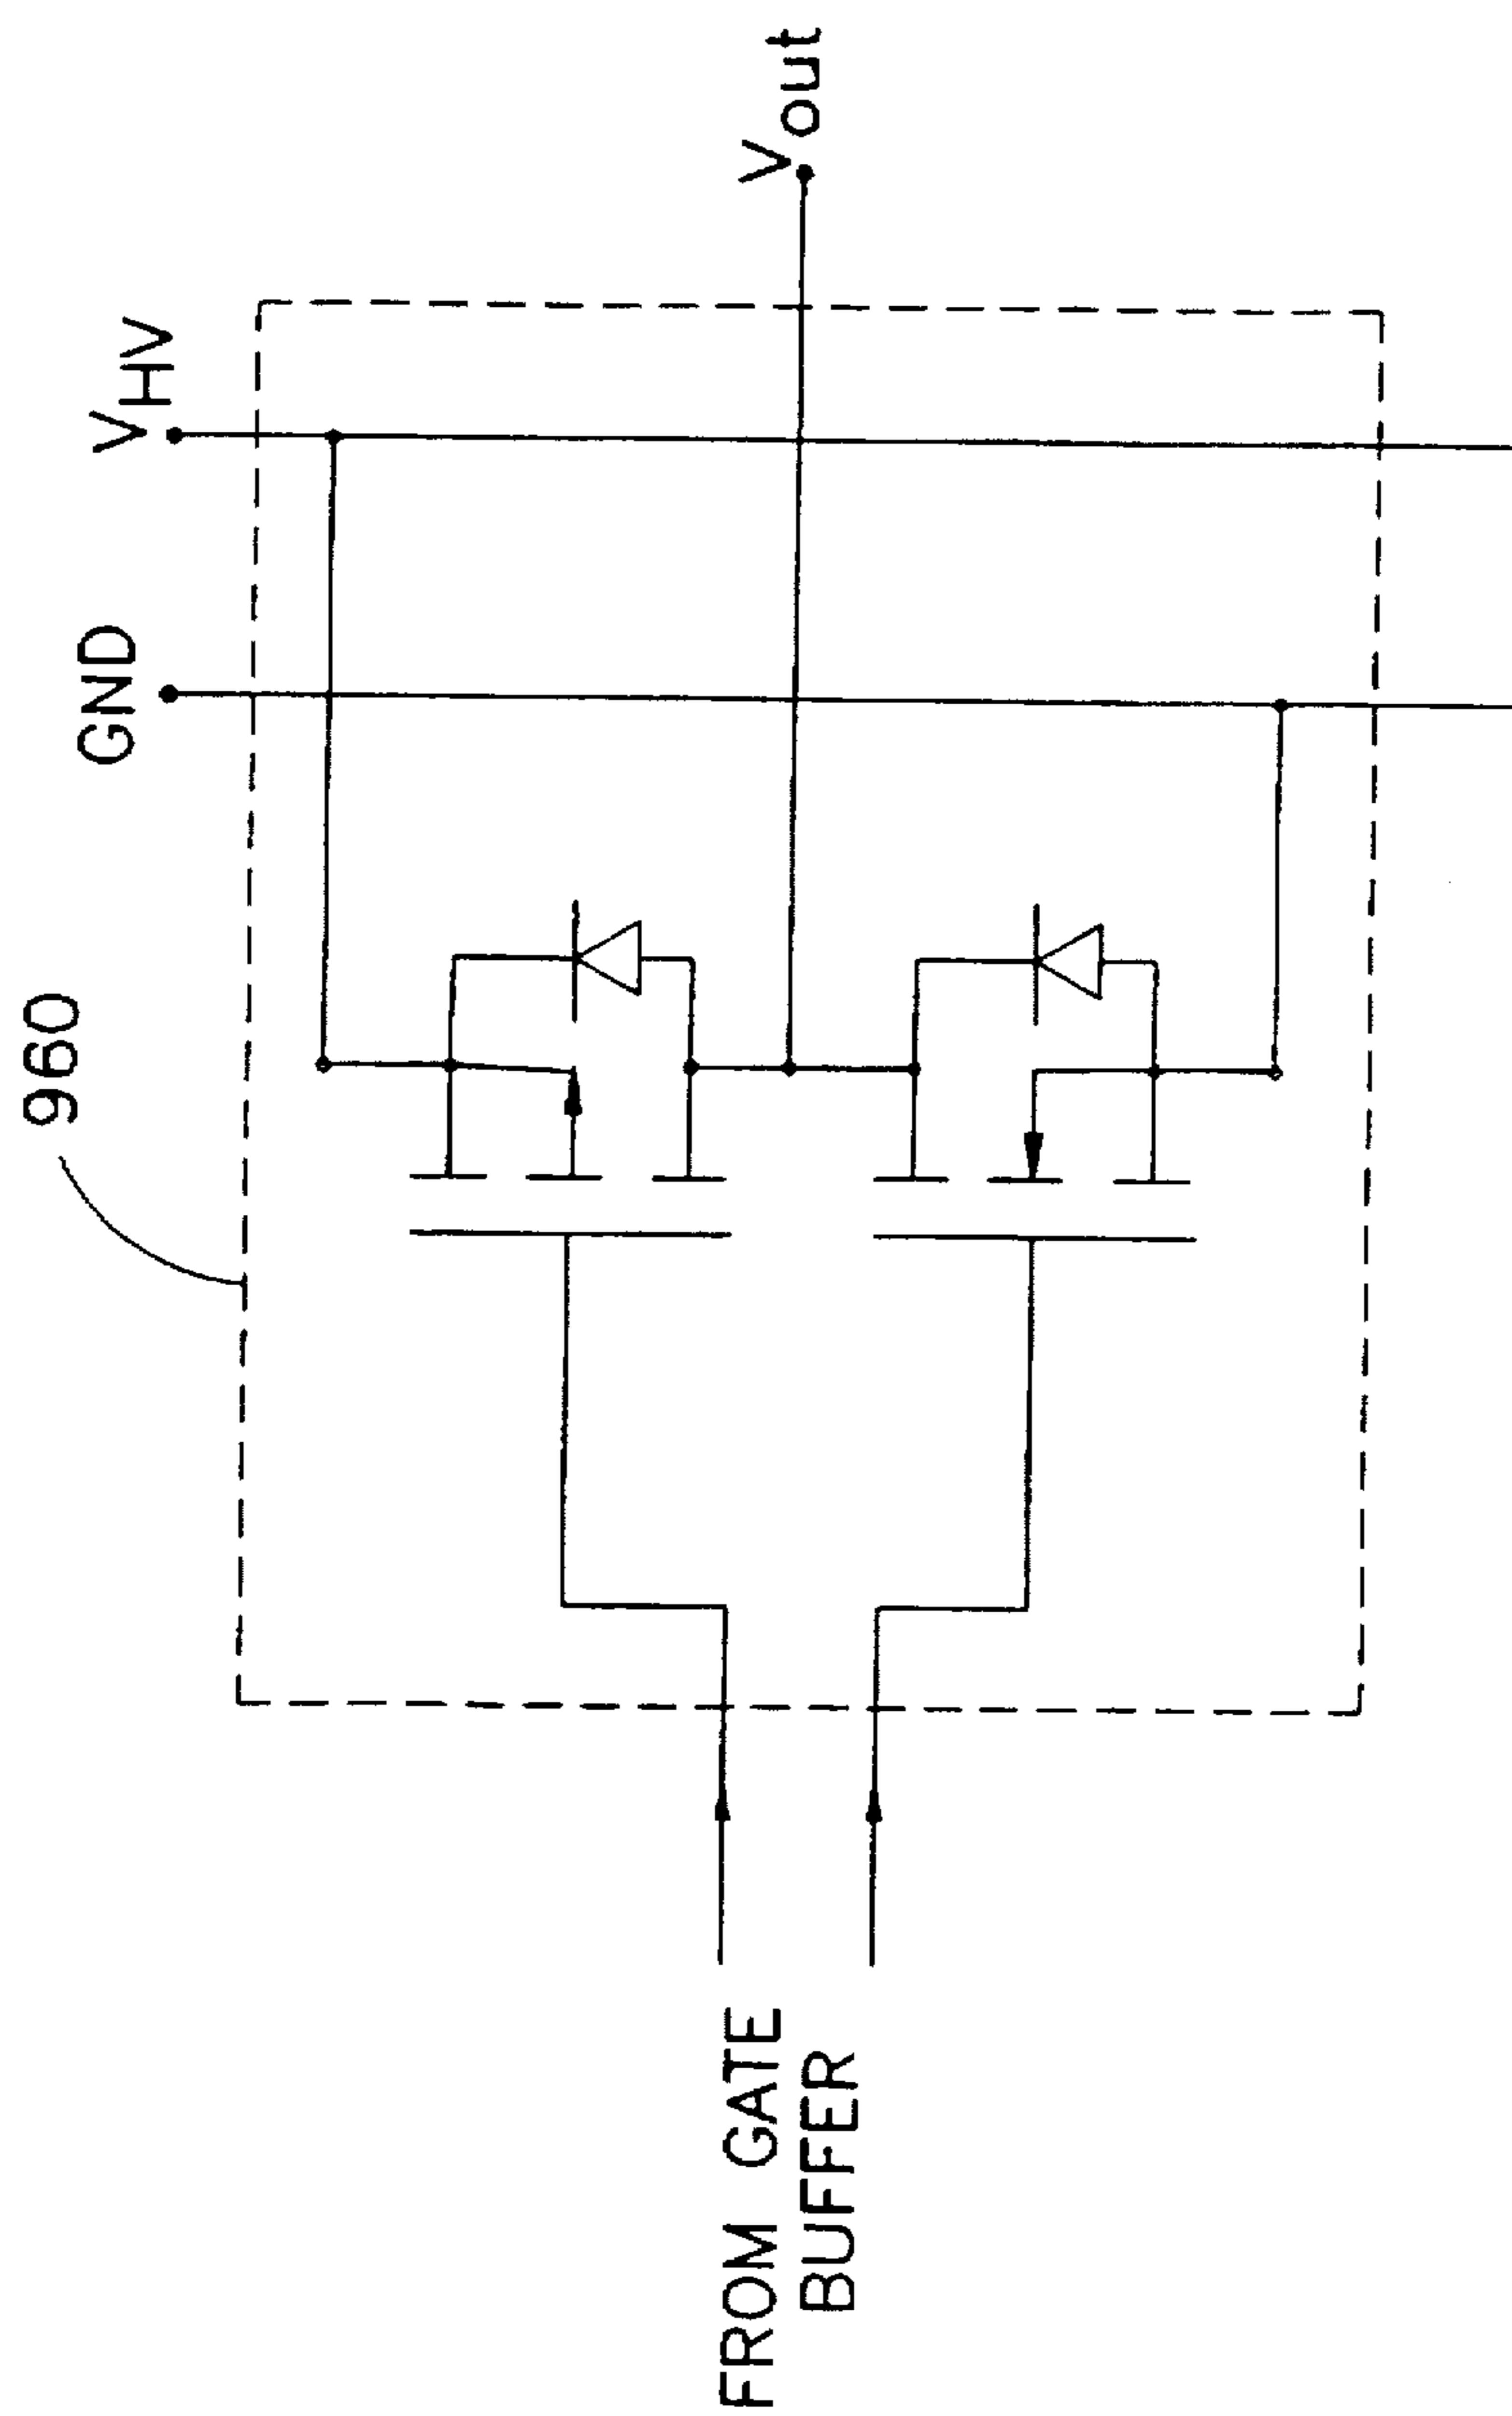 960
GND
VHV
Vout
FROM GATE
BUFFER